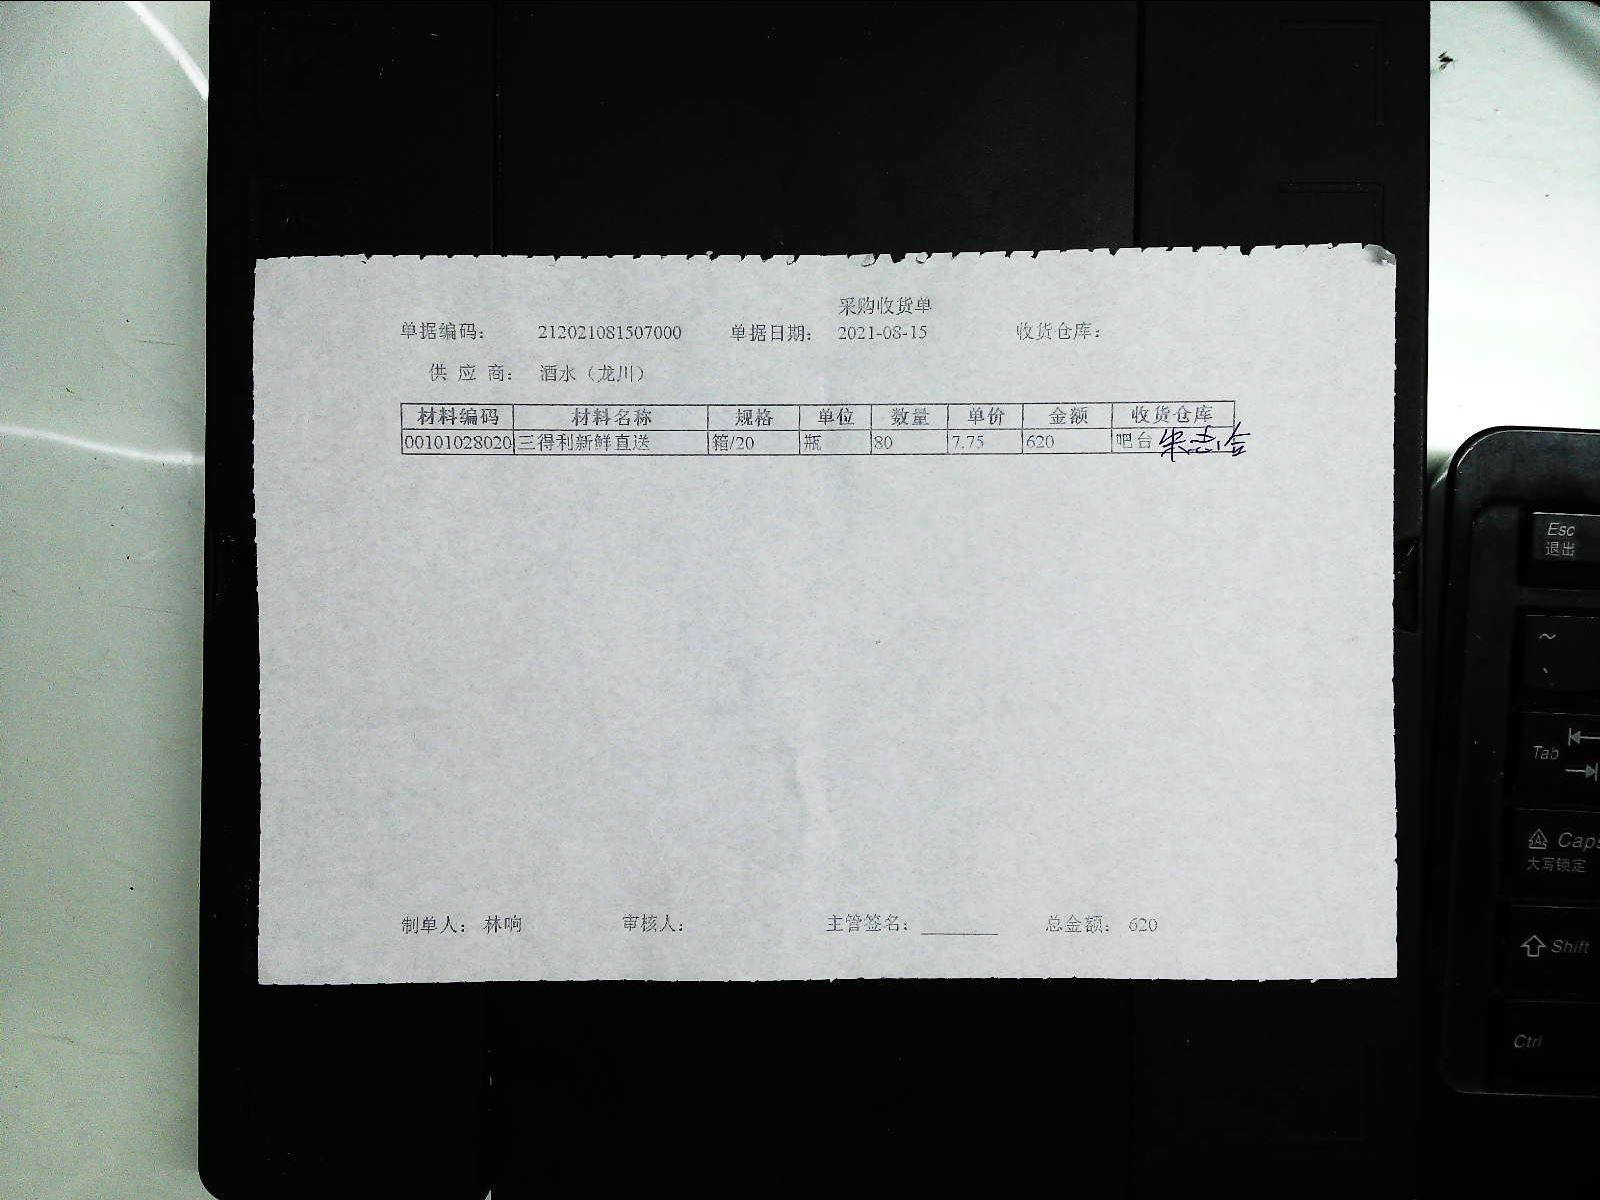 采购收货单
单据编码: 212021081507000 单据日期: 2021-08-15 收货仓库:
供 应 商: 酒水（龙川）
材料编码 材料名称 规格 单位 数量 单价 金额 收货仓库
00101028020 三得利新鲜直送 箱/20 瓶 80 7.75 620 吧台
制单人: 林响 审核人: 主管签名: ________ 总金额: 620
Esc
退出
~
Tab
Caps
大写锁定
Shift
Ctrl